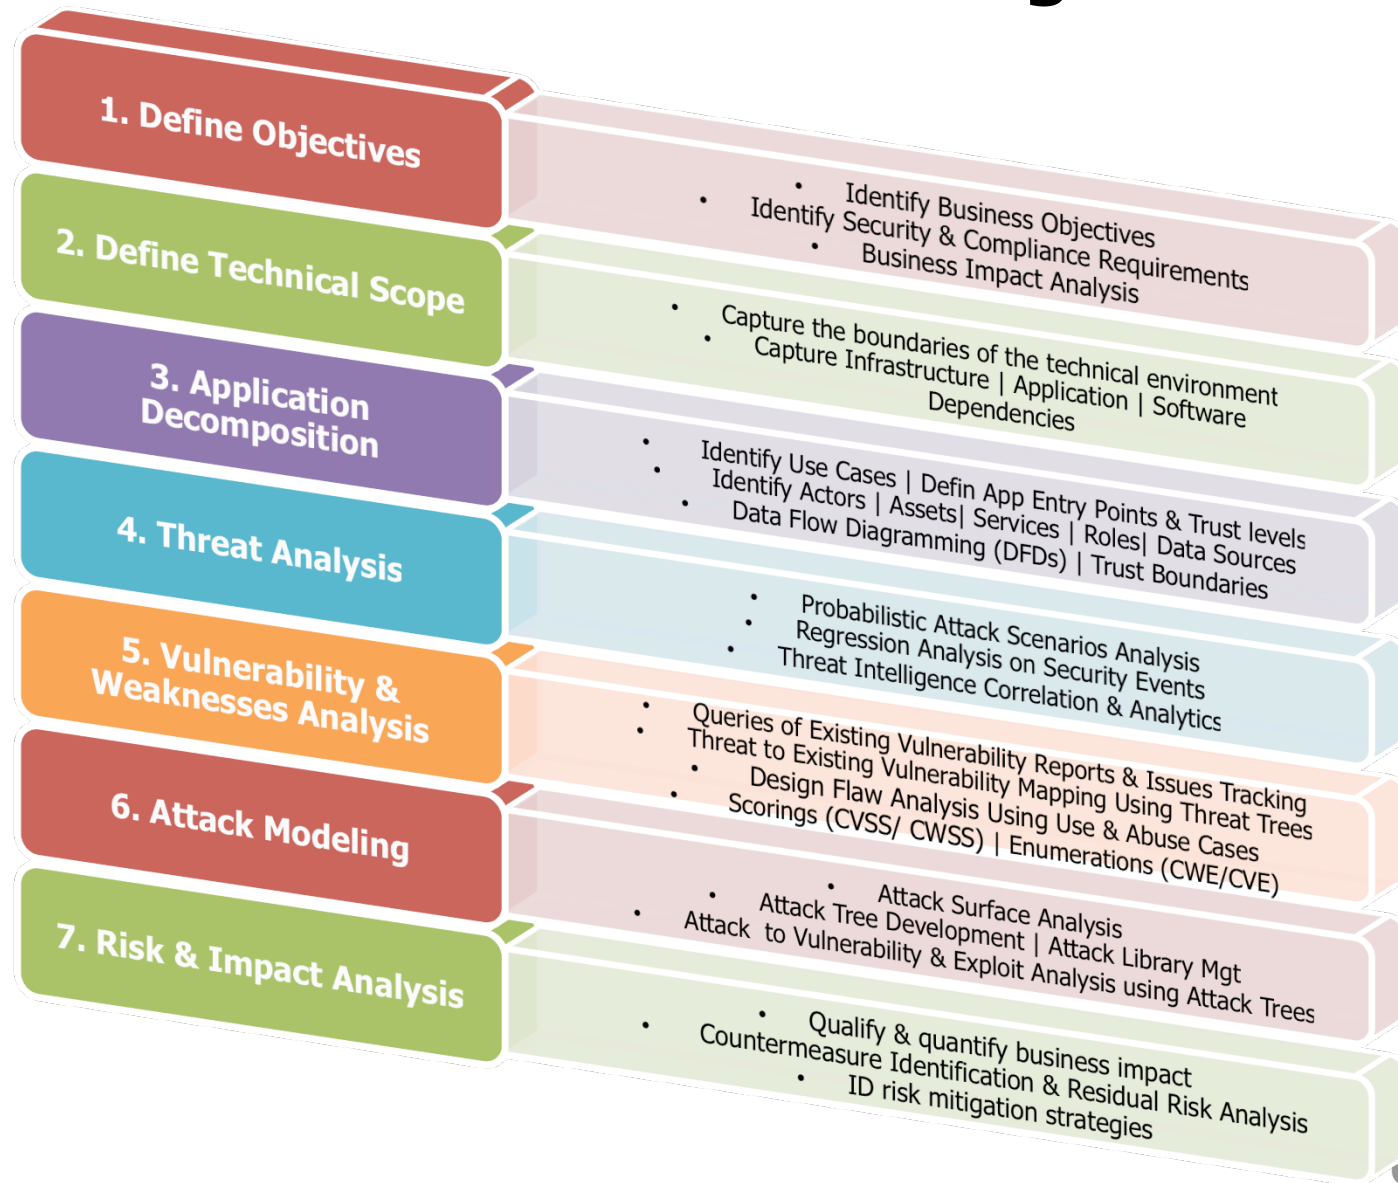 1. Define Objectives
• Identify Business Objectives
• Identify Security & Compliance Requirements
• Business Impact Analysis
2. Define Technical Scope
• Capture the boundaries of the technical environment
• Capture Infrastructure | Application | Software
Dependencies
3. Application
Decomposition
• Identify Use Cases | Defin App Entry Points & Trust levels
• Identify Actors | Assets| Services | Roles| Data Sources
• Data Flow Diagramming (DFDs) | Trust Boundaries
4. Threat Analysis
• Probabilistic Attack Scenarios Analysis
• Regression Analysis on Security Events
• Threat Intelligence Correlation & Analytics
5. Vulnerability &
Weaknesses Analysis
• Queries of Existing Vulnerability Reports & Issues Tracking
• Threat to Existing Vulnerability Mapping Using Threat Trees
• Design Flaw Analysis Using Use & Abuse Cases
• Scorings (CVSS/ CWSS) | Enumerations (CWE/CVE)
6. Attack Modeling
• Attack Surface Analysis
• Attack Tree Development | Attack Library Mgt
• Attack  to Vulnerability & Exploit Analysis using Attack Trees
7. Risk & Impact Analysis
• Qualify & quantify business impact
• Countermeasure Identification & Residual Risk Analysis
• ID risk mitigation strategies